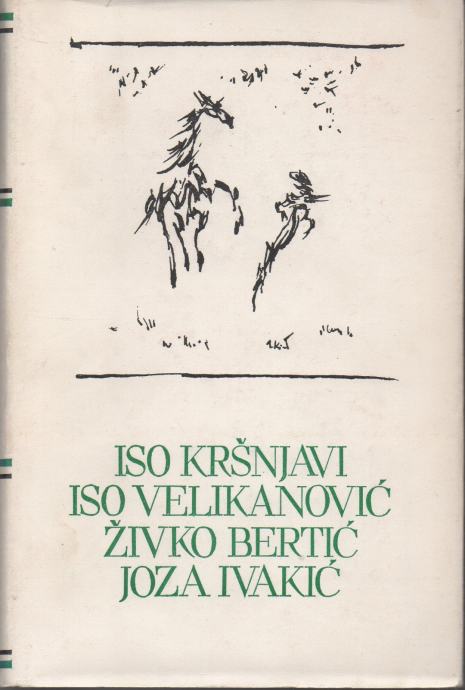 ISO KRŠNJAVI
ISO VELIKANOVIĆ
ŽIVKO BERTIĆ
JOZA IVAKIĆ